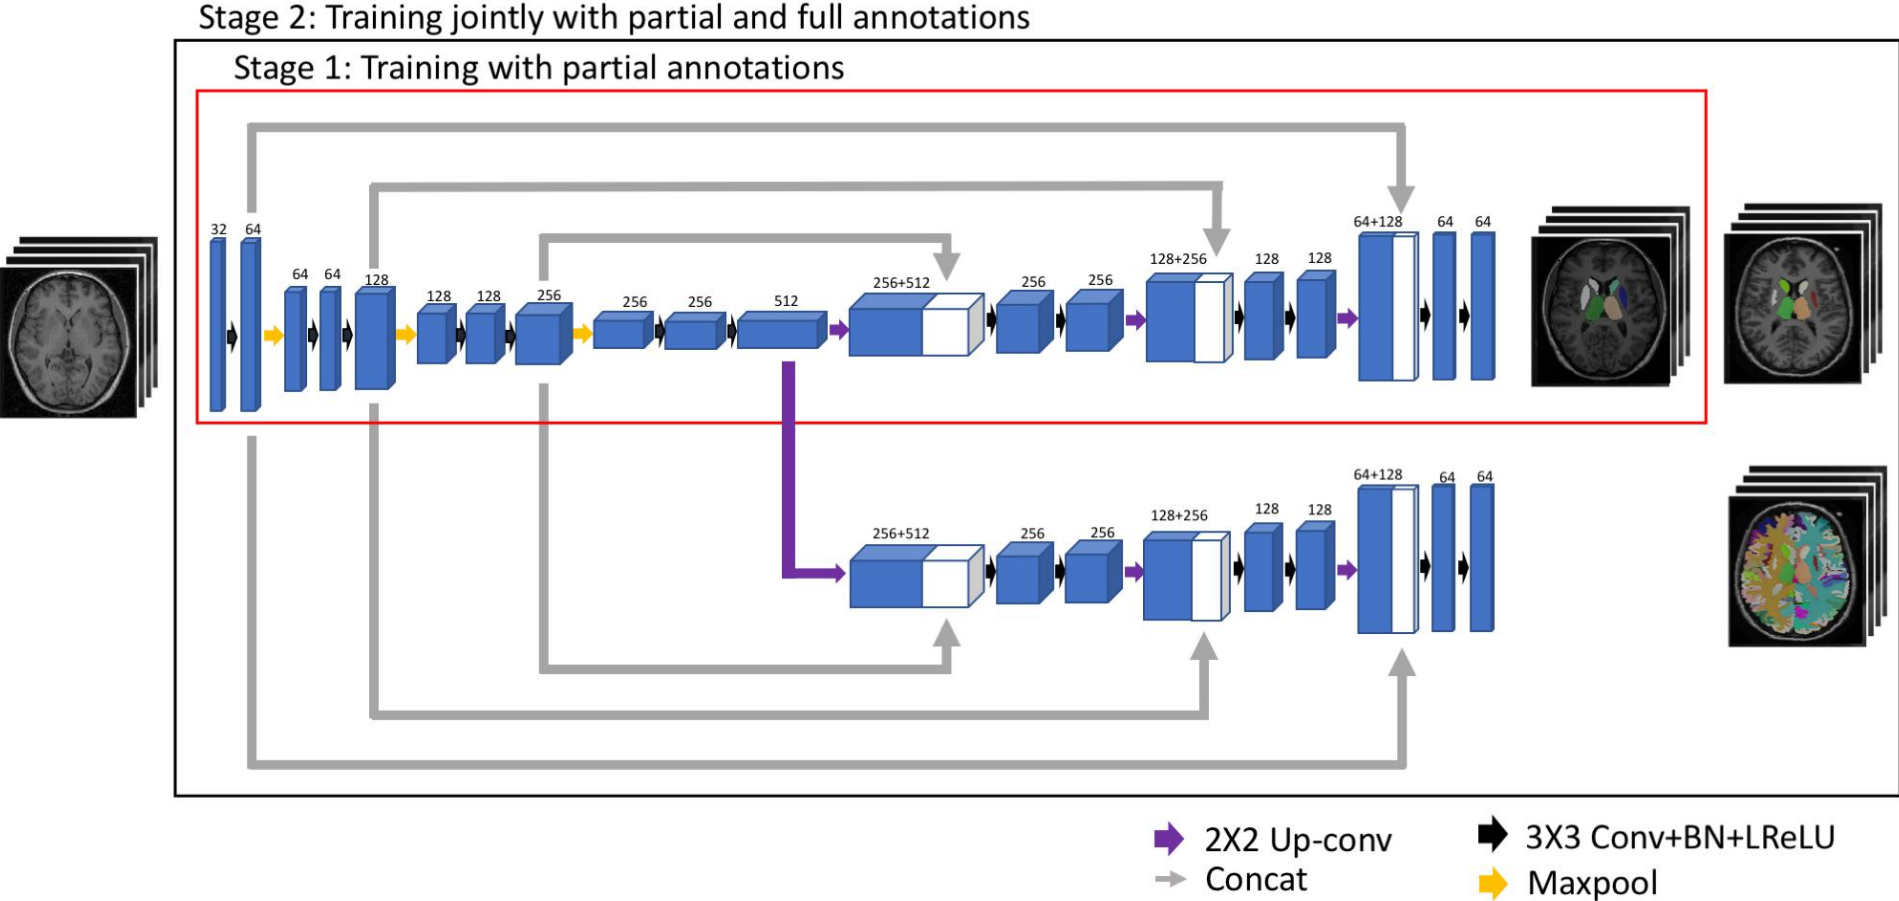 Stage 2: Training jointly with partial and full annotations
Stage 1: Training with partial annotations
32 64
64 64 128
128 128 256
256 256 512
256+512 256 256
128+256 128 128
64+128 64 64
256+512 256 256
128+256 128 128
64+128 64 64
2X2 Up-conv
3X3 Conv+BN+LReLU
Concat
Maxpool